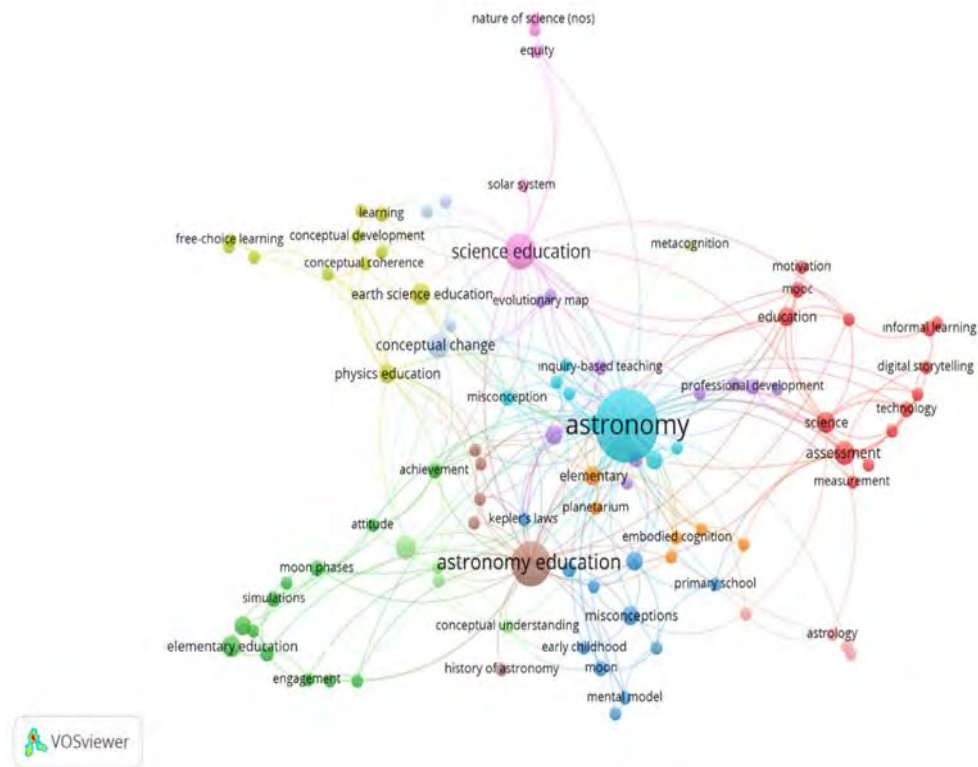 nature of science (nos)
equity
solar system
learning
free-choice learning
conceptual development
conceptual coherence
science education
metacognition
motivation
mooc
earth science education
evolutionary map
education
informal learning
conceptual change
digital storytelling
physics education
inquiry-based teaching
professional development
misconception
technology
astronomy
science
assessment
achievement
elementary
measurement
planetarium
kepler's laws
attitude
embodied cognition
astronomy education
moon phases
primary school
simulations
misconceptions
conceptual understanding
astrology
elementary education
early childhood
history of astronomy
moon
engagement
mental model
VOSviewer